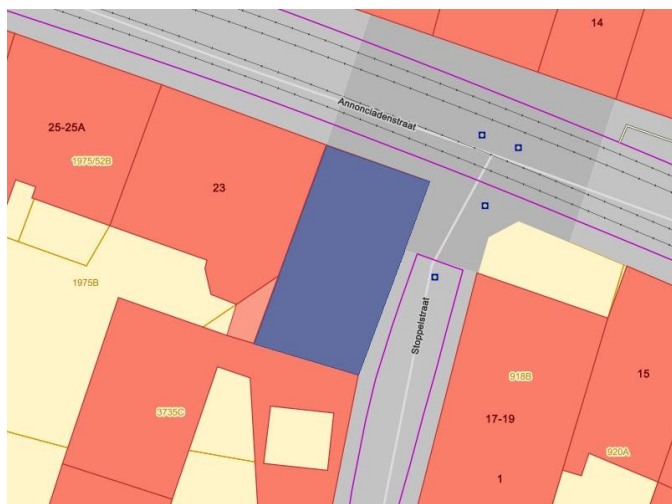 14
Annonciadenstraat
25-25A
1975/52B
23
1975B
Stoppelstraat
918B
15
3735C
17-19
920A
1